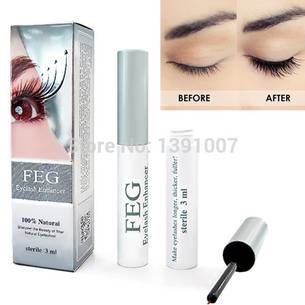 BEFORE
AFTER
Store No: 1391007
FEG
Eyelash Enhancer
100% Natural
sterile/3 ml
FEG
Eyelash Enhancer
Make eyelashes longer, thicker, fuller!
sterile/3 ml